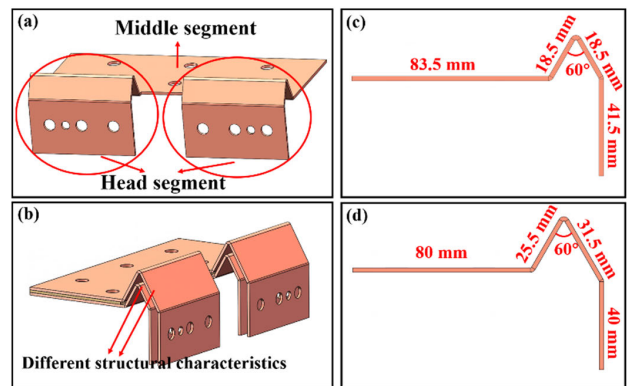 (a)
Middle segment
Head segment
(b)
Different structural characteristics
(c)
83.5 mm
18.5 mm
18.5 mm
60°
41.5 mm
(d)
80 mm
25.5 mm
31.5 mm
60°
40 mm